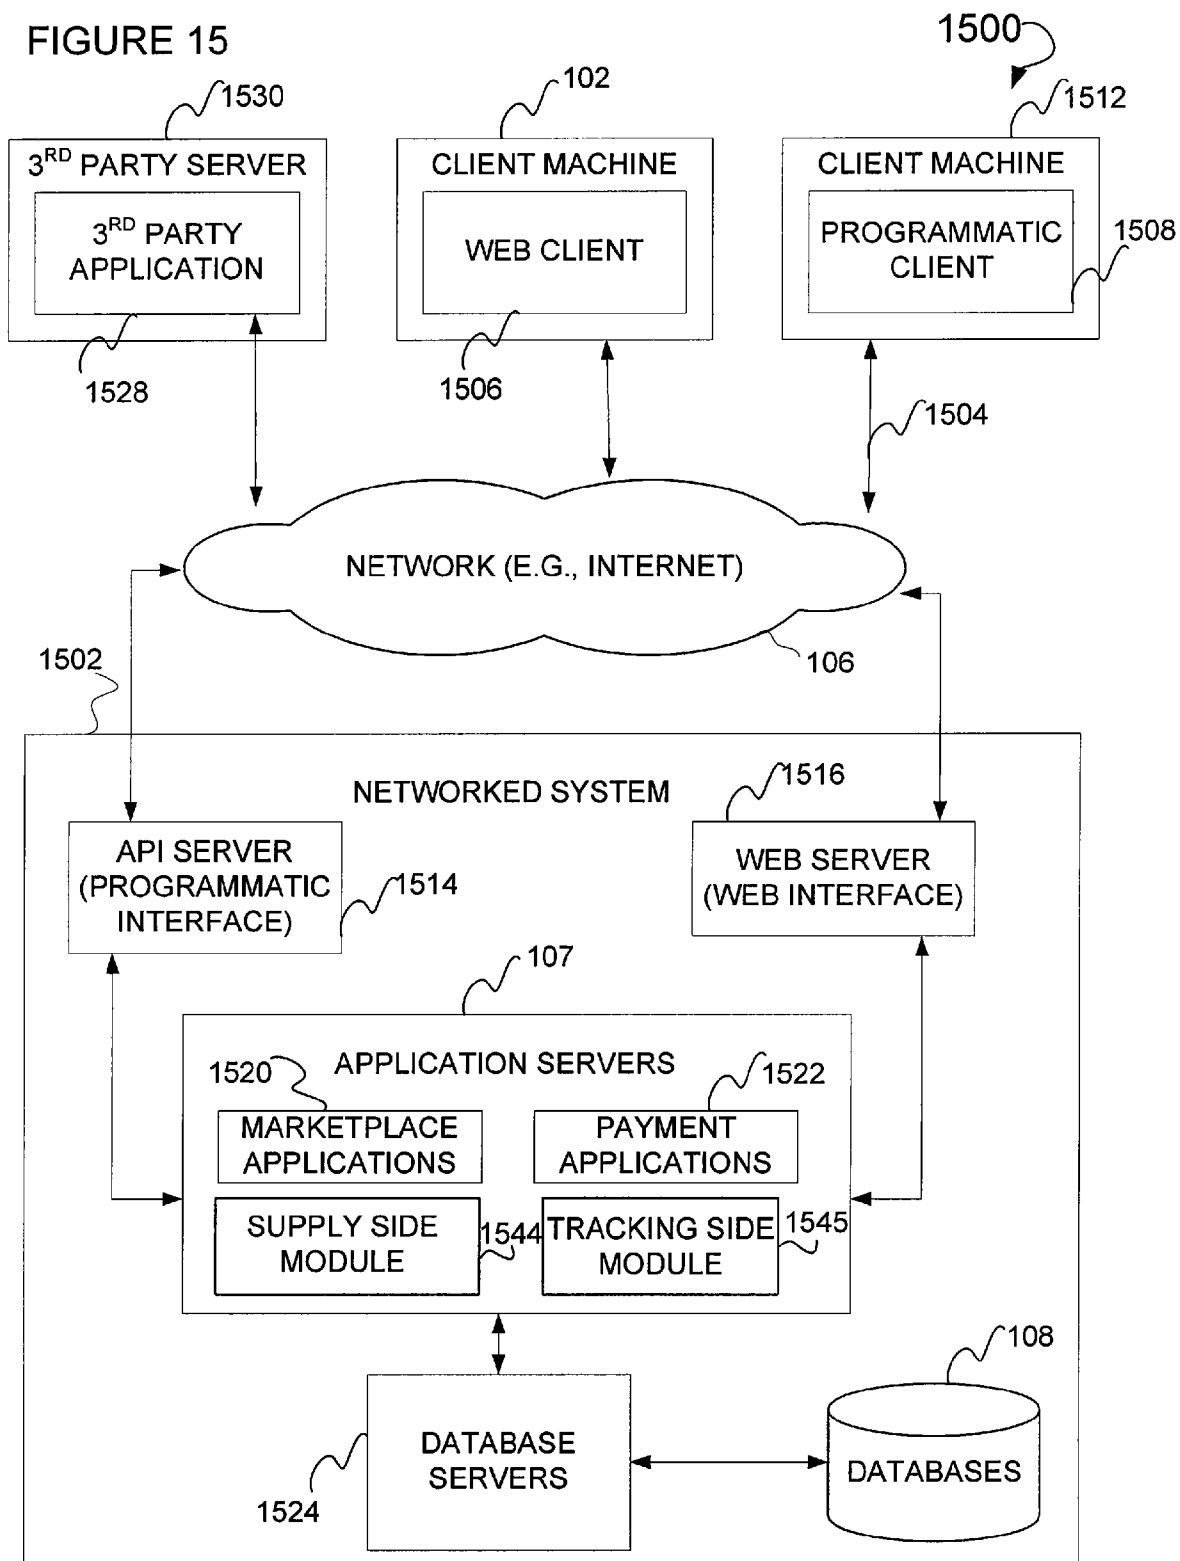 FIGURE 15
1500
1530
102
1512
3RD PARTY SERVER
3RD PARTY
APPLICATION
1528
CLIENT MACHINE
WEB CLIENT
1506
CLIENT MACHINE
PROGRAMMATIC
CLIENT
1508
1504
NETWORK (E.G., INTERNET)
106
1502
NETWORKED SYSTEM
1516
API SERVER
(PROGRAMMATIC
INTERFACE)
1514
WEB SERVER
(WEB INTERFACE)
107
APPLICATION SERVERS
1520
1522
MARKETPLACE
APPLICATIONS
PAYMENT
APPLICATIONS
SUPPLY SIDE
MODULE
1544
TRACKING SIDE
MODULE
1545
108
DATABASE
SERVERS
1524
DATABASES